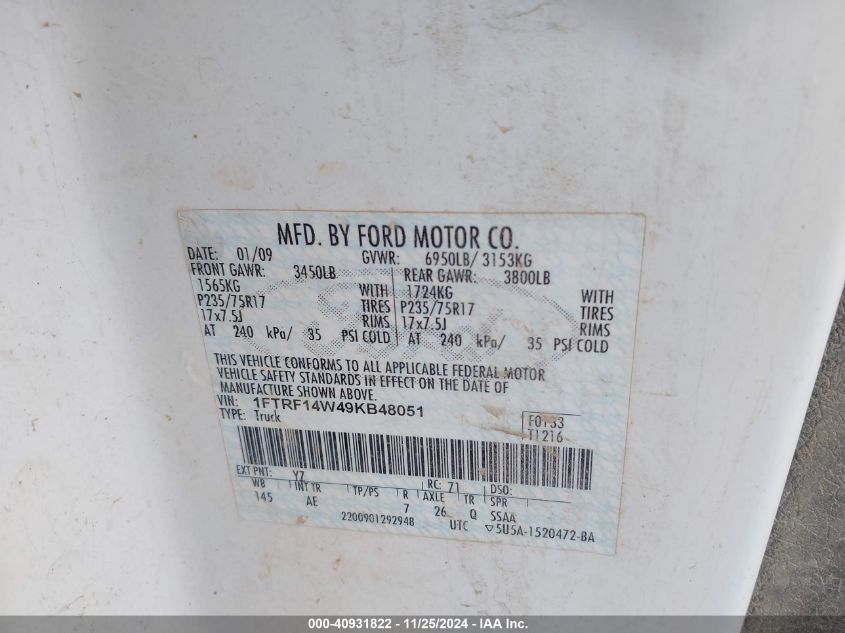 MFD. BY FORD MOTOR CO.
DATE: 01/09 GVWR: 6950LB/ 3153KG
FRONT GAWR: 3450LB REAR GAWR: 3800LB
1565KG WITH 1724KG WITH
P235/75R17 TIRES P235/75R17 TIRES
17x7.5J RIMS 17x7.5J RIMS
AT 240 kPa/ 35 PSI COLD AT 240 kPa/ 35 PSI COLD
THIS VEHICLE CONFORMS TO ALL APPLICABLE FEDERAL MOTOR
VEHICLE SAFETY STANDARDS IN EFFECT ON THE DATE OF
MANUFACTURE SHOWN ABOVE.
VIN: 1FTRF14W49KB48051
TYPE: Truck
F0133
T1216
EXT PNT: YZ RC: 71 DSO:
WB INT TR TP/PS R AXLE TR SPR
145 AE 7 26 Q SSAA
2200901292948 UTC ▽5U5A-1520472-BA
000-40931822 - 11/25/2024 - IAA Inc.